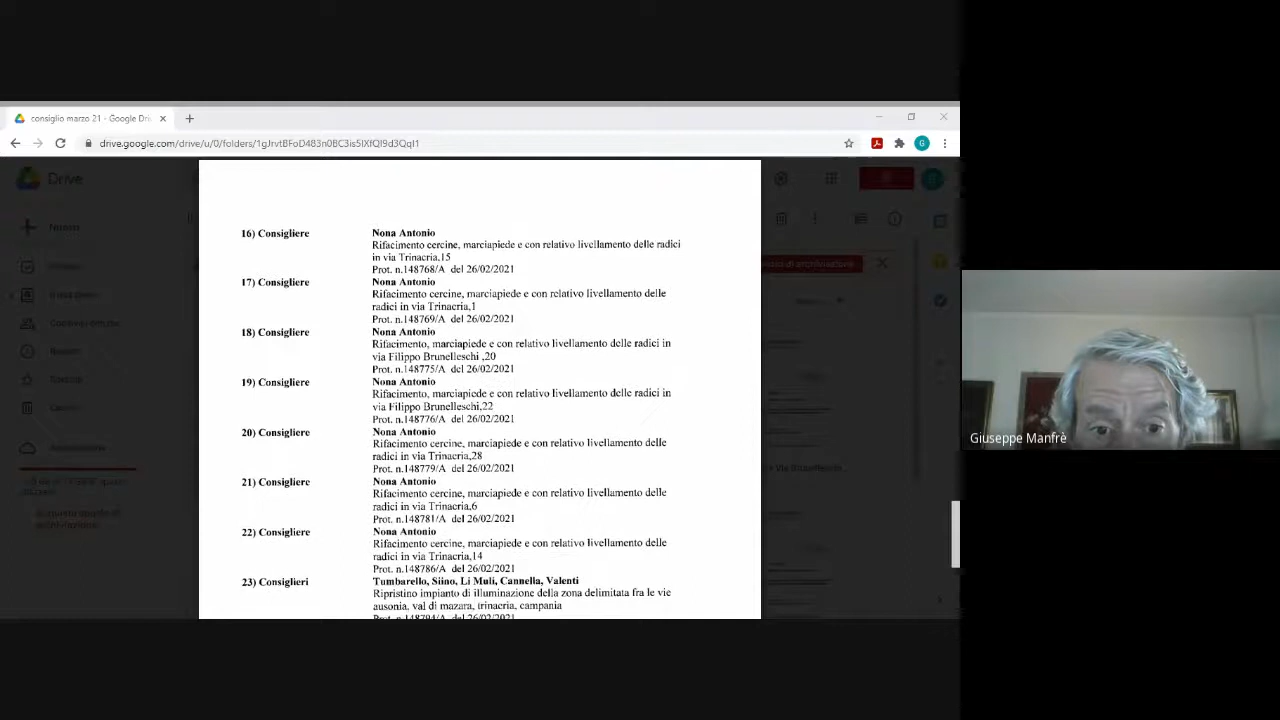 consiglio marzo 21 - Google Dri
drive.google.com/drive/u/0/folders/1gJrvtBFoD483n0BC3is5IXfQI9d3QqI1
Drive
16) Consigliere Nona Antonio
Rifacimento cercine, marciapiede e con relativo livellamento delle radici
in via Trinacria,15
Prot. n.148768/A del 26/02/2021
17) Consigliere Nona Antonio
Rifacimento cercine, marciapiede e con relativo livellamento delle
radici in via Trinacria,1
Prot. n.148769/A del 26/02/2021
18) Consigliere Nona Antonio
Rifacimento, marciapiede e con relativo livellamento delle radici in
via Filippo Brunelleschi ,20
Prot. n.148775/A del 26/02/2021
19) Consigliere Nona Antonio
Rifacimento, marciapiede e con relativo livellamento delle radici in
via Filippo Brunelleschi,22
Prot. n.148776/A del 26/02/2021
20) Consigliere Nona Antonio
Rifacimento cercine, marciapiede e con relativo livellamento delle
radici in via Trinacria,28
Prot. n.148779/A del 26/02/2021
21) Consigliere Nona Antonio
Rifacimento cercine, marciapiede e con relativo livellamento delle
radici in via Trinacria,6
Prot. n.148781/A del 26/02/2021
22) Consigliere Nona Antonio
Rifacimento cercine, marciapiede e con relativo livellamento delle
radici in via Trinacria,14
Prot. n.148786/A del 26/02/2021
23) Consiglieri Tumbarello, Siino, Li Muli, Cannella, Valenti
Ripristino impianto di illuminazione della zona delimitata fra le vie
ausonia, val di mazara, trinacria, campania
Prot. n.148794/A del 26/02/2021
Giuseppe Manfrè